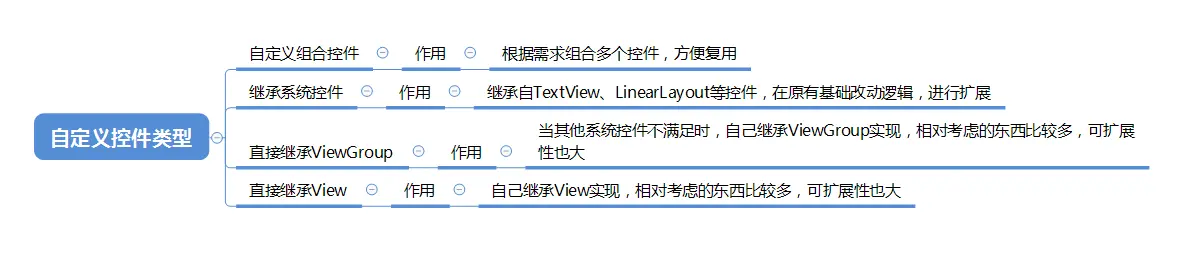 自定义控件类型
自定义组合控件 作用 根据需求组合多个控件，方便复用
继承系统控件 作用 继承自TextView、LinearLayout等控件，在原有基础改动逻辑，进行扩展
直接继承ViewGroup 作用 当其他系统控件不满足时，自己继承ViewGroup实现，相对考虑的东西比较多，可扩展
性也大
直接继承View 作用 自己继承View实现，相对考虑的东西比较多，可扩展性也大